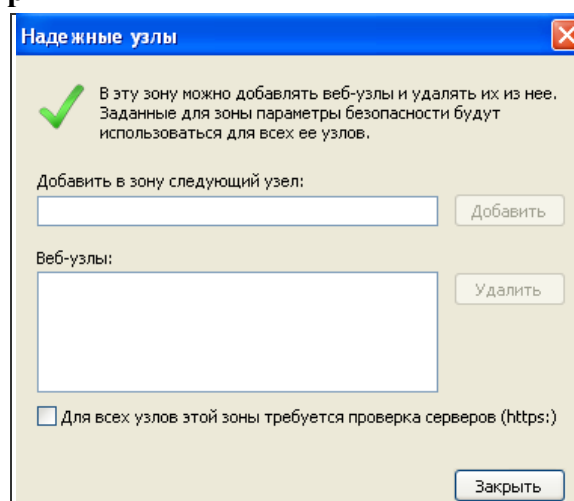 Надежные узлы
В эту зону можно добавлять веб-узлы и удалять их из нее.
Заданные для зоны параметры безопасности будут
использоваться для всех ее узлов.
Добавить в зону следующий узел:
Добавить
Веб-узлы:
Удалить
Для всех узлов этой зоны требуется проверка серверов (https:)
Закрыть